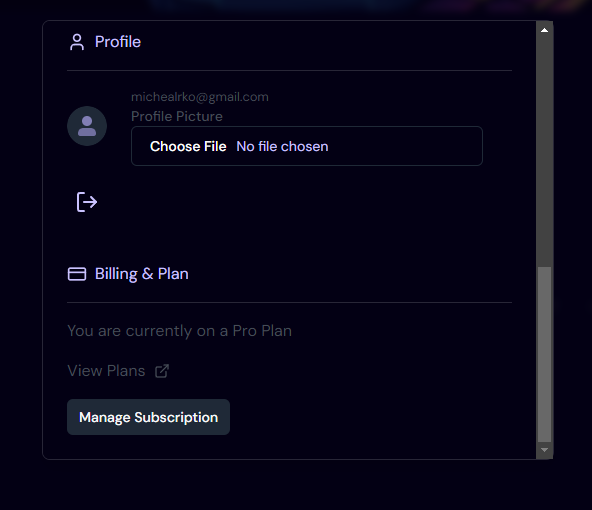 Profile
michealrko@gmail.com
Profile Picture
Choose File No file chosen
Billing & Plan
You are currently on a Pro Plan
View Plans
Manage Subscription